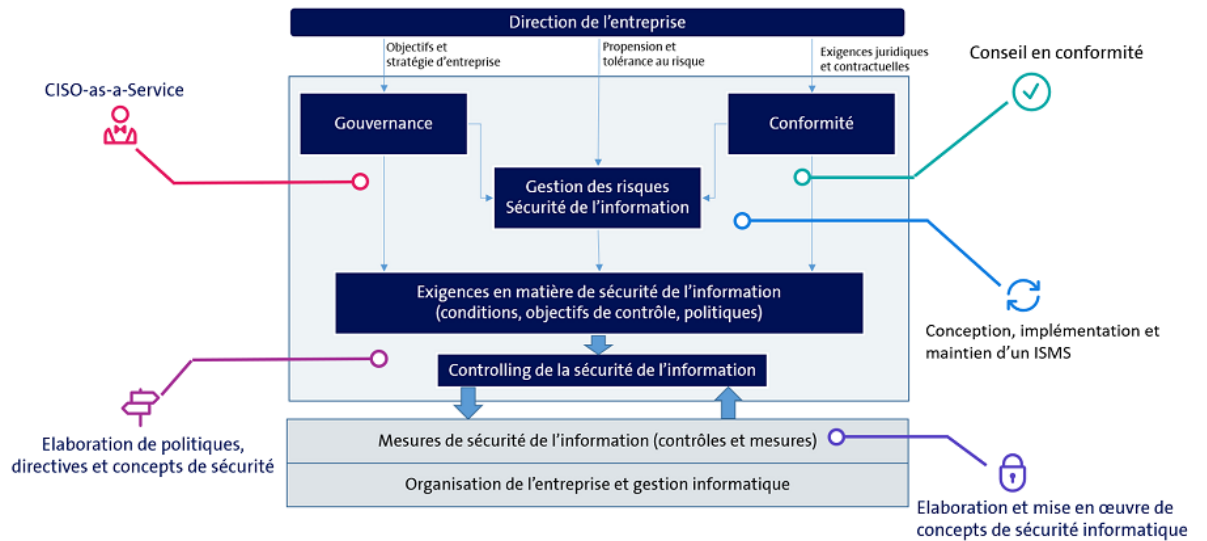 Direction de l'entreprise
Objectifs et
stratégie d'entreprise
Propension et
tolérance au risque
Exigences juridiques
et contractuelles
Conseil en conformité
CISO-as-a-Service
Gouvernance
Conformité
Gestion des risques
Sécurité de l'information
Exigences en matière de sécurité de l'information
(conditions, objectifs de contrôle, politiques)
Conception, implémentation et
maintien d'un ISMS
Controlling de la sécurité de l'information
Elaboration de politiques,
directives et concepts de sécurité
Mesures de sécurité de l'information (contrôles et mesures)
Organisation de l'entreprise et gestion informatique
Elaboration et mise en œuvre de
concepts de sécurité informatique